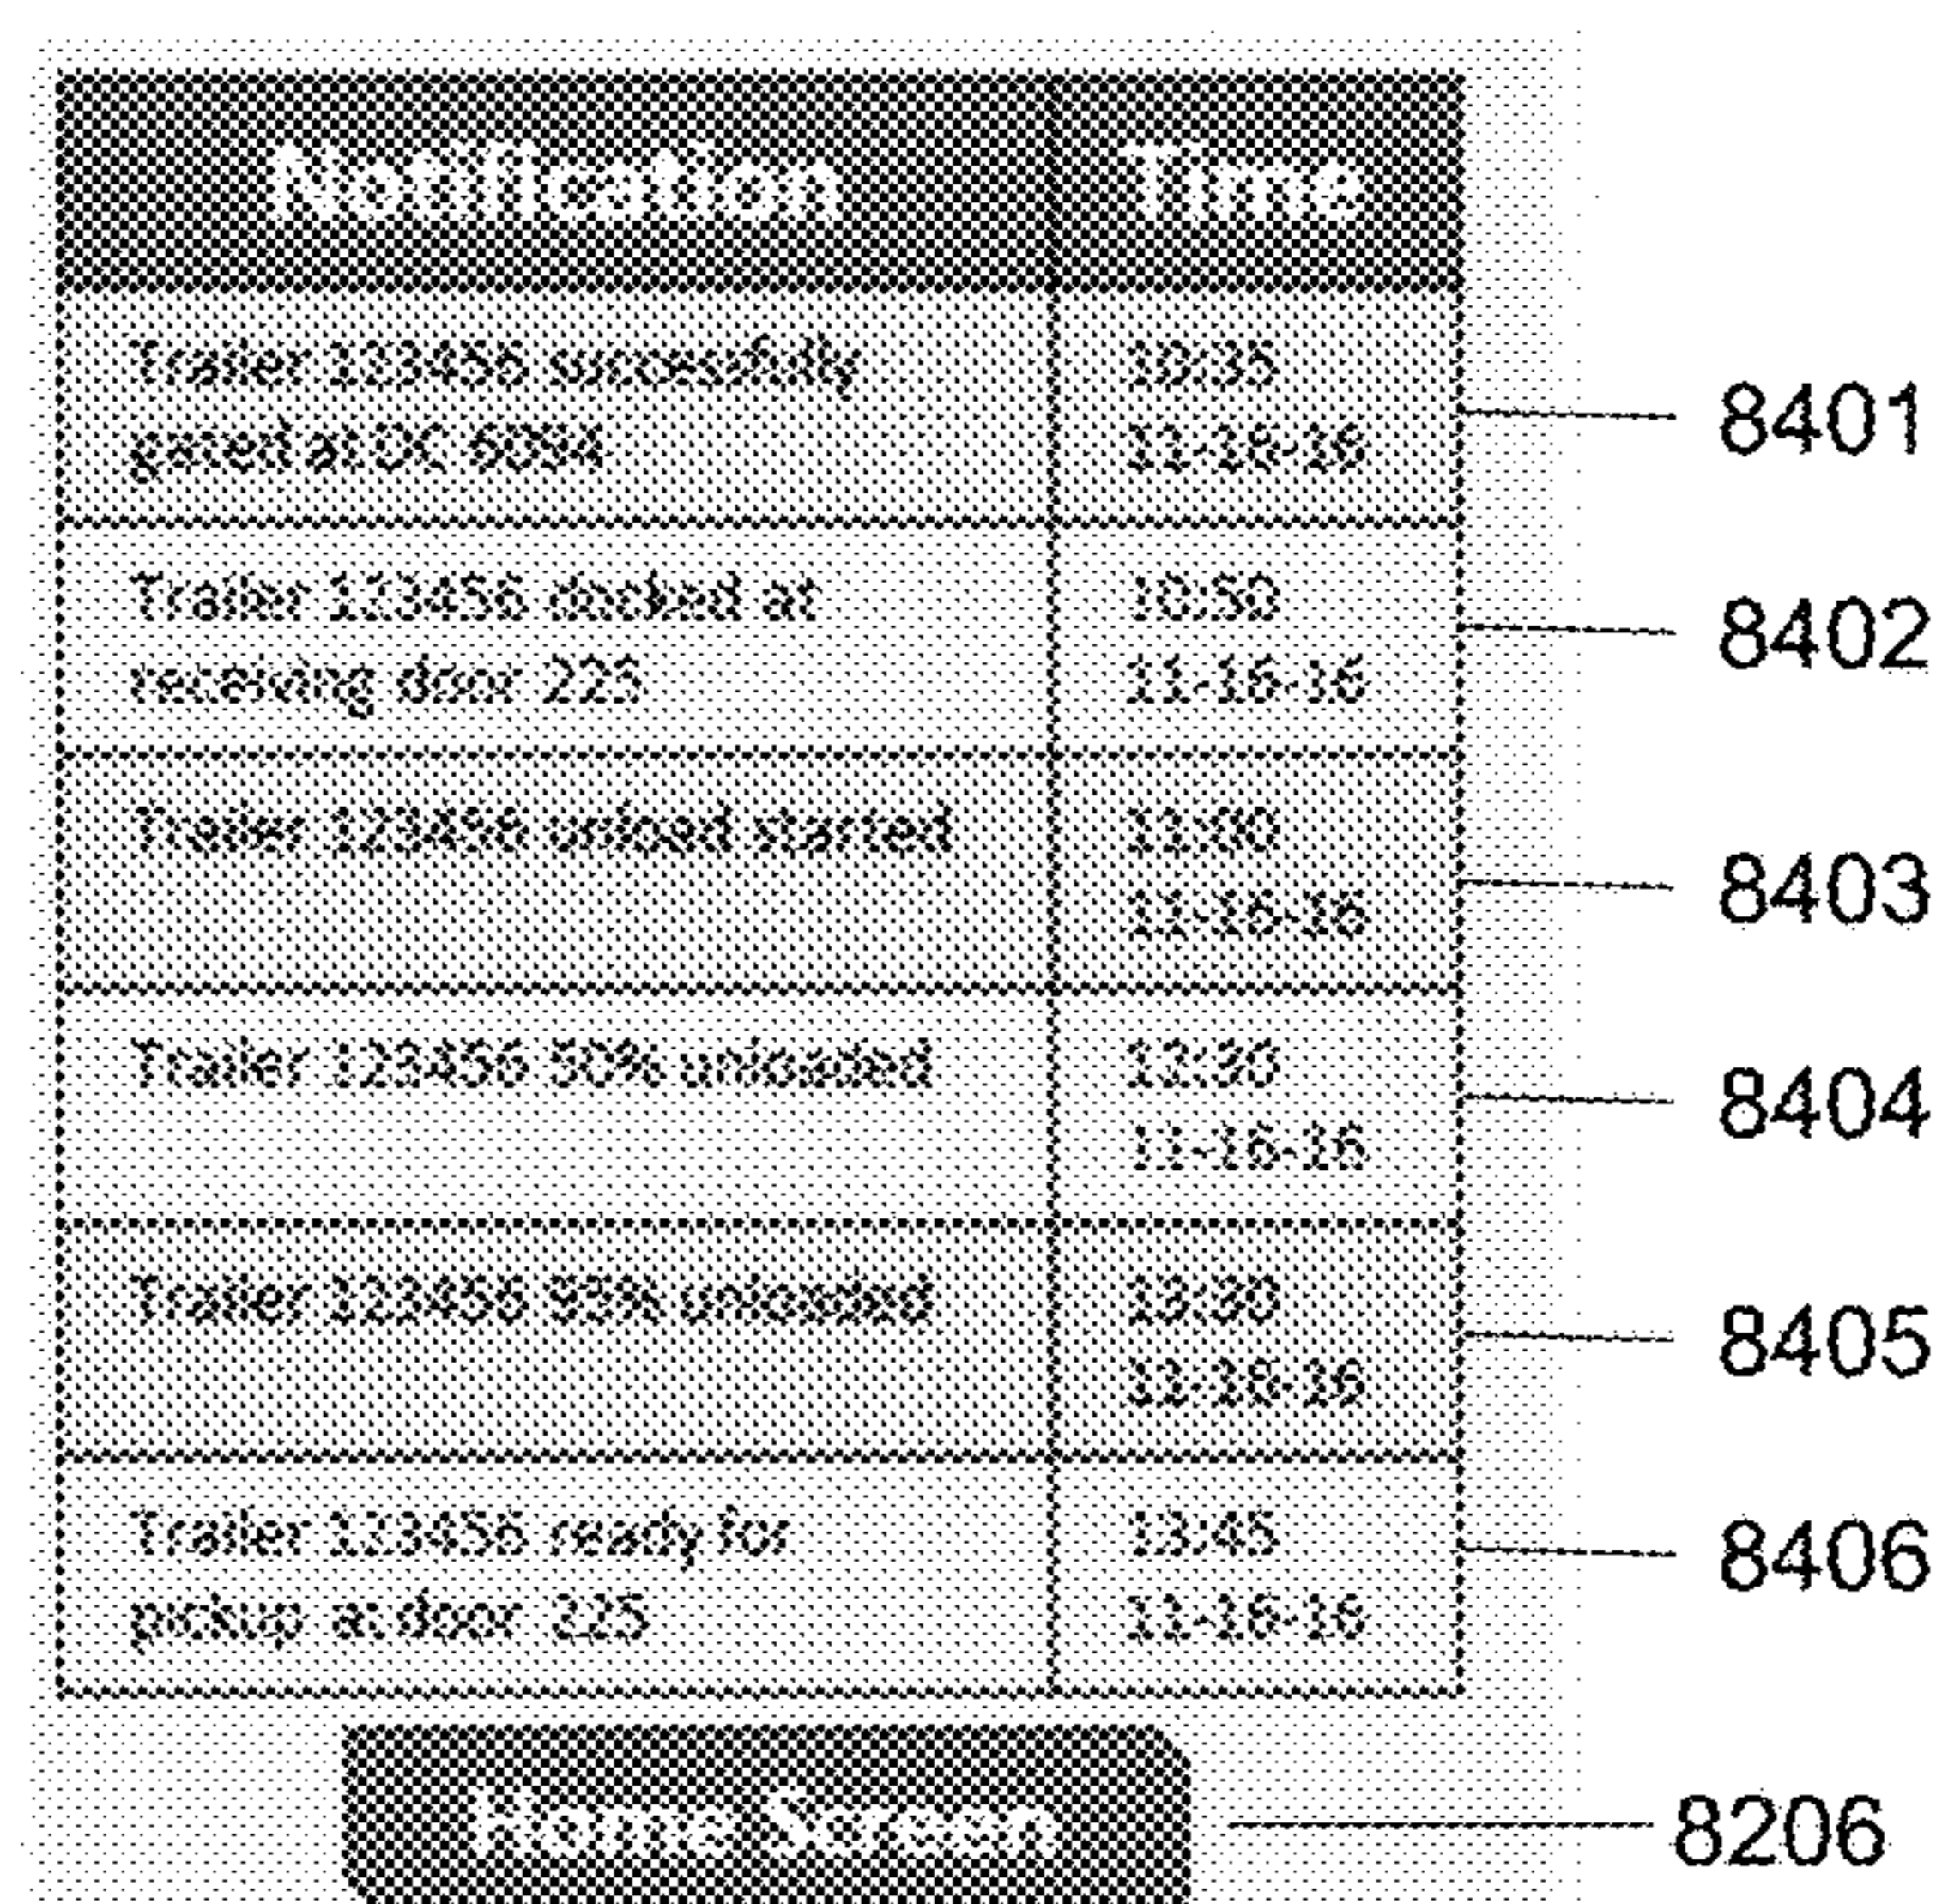 Notification Time
Trailer 123456 successfully 10:35
gated at DC 6094 11-16-16
8401
Trailer 123456 docked at 10:50
receiving door 225 11-16-16
8402
Trailer 123456 unload started 11:00
11-16-16
8403
Trailer 123456 50% unloaded 12:30
11-16-16
8404
Trailer 123456 95% unloaded 13:30
11-16-16
8405
Trailer 123456 ready for 13:45
pickup at door 225 11-16-16
8406
Home Screen 8206